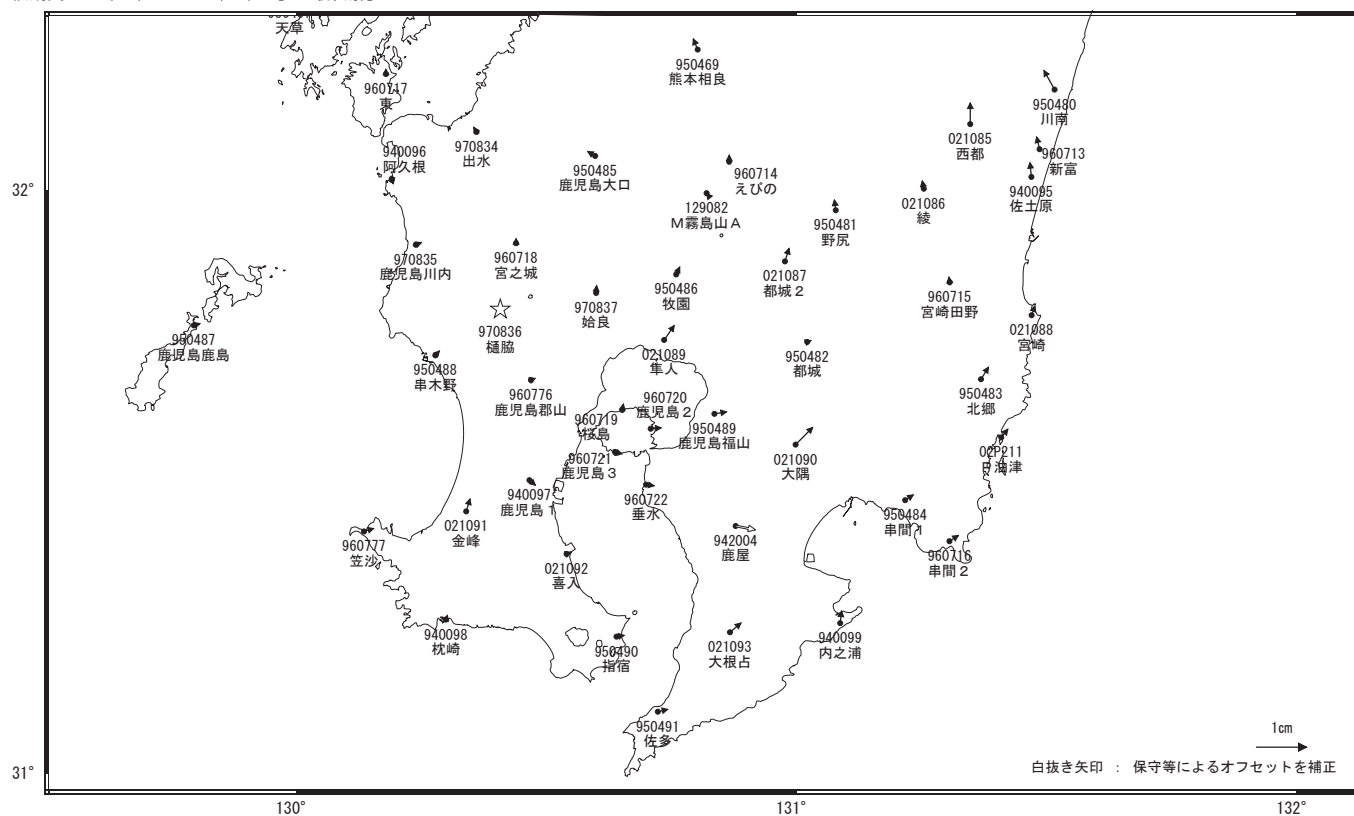 天草
950469
熊本相良
960717
東
950480
川南
021085
西都
970834
出水
940096
阿久根
960713
新富
950485
鹿児島大口
960714
えびの
32°
940095
佐土原
021086
綾
129082
M霧島山A
950481
野尻
970835
鹿児島川内
960718
宮之城
021087
都城2
950486
牧園
960715
宮崎田野
970837
姶良
021088
宮崎
970836
樋脇
950487
鹿児島鹿島
021089
隼人
950482
都城
950488
串木野
960776
鹿児島郡山
950483
北郷
960720
鹿児島2
960719
桜島
950489
鹿児島福山
021090
大隅
02P211
P油津
960721
鹿児島3
940097
鹿児島1
960722
垂水
950484
串間1
021091
金峰
942004
鹿屋
960777
笠沙
960716
串間2
021092
喜入
940098
枕崎
950490
指宿
021093
大根占
940099
内之浦
950491
佐多
1cm
白抜き矢印 : 保守等によるオフセットを補正
31°
130°
131°
132°